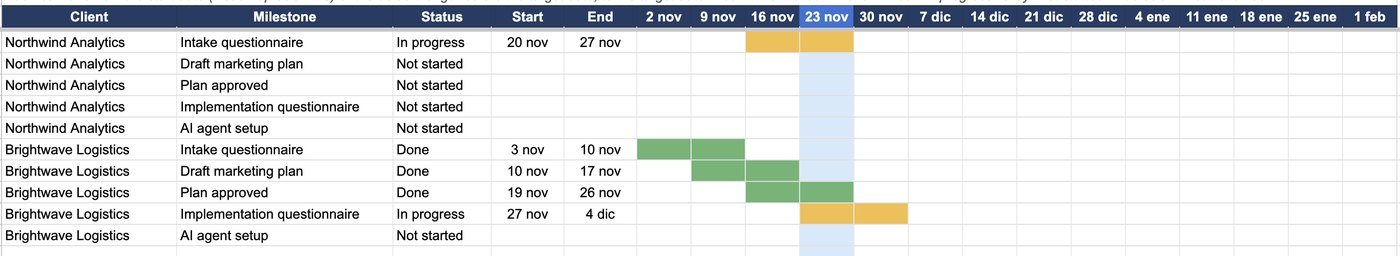 Client Milestone Status Start End 2 nov 9 nov 16 nov 23 nov 30 nov 7 dic 14 dic 21 dic 28 dic 4 ene 11 ene 18 ene 25 ene 1 feb
Northwind Analytics Intake questionnaire In progress 20 nov 27 nov
Northwind Analytics Draft marketing plan Not started
Northwind Analytics Plan approved Not started
Northwind Analytics Implementation questionnaire Not started
Northwind Analytics AI agent setup Not started
Brightwave Logistics Intake questionnaire Done 3 nov 10 nov
Brightwave Logistics Draft marketing plan Done 10 nov 17 nov
Brightwave Logistics Plan approved Done 19 nov 26 nov
Brightwave Logistics Implementation questionnaire In progress 27 nov 4 dic
Brightwave Logistics AI agent setup Not started